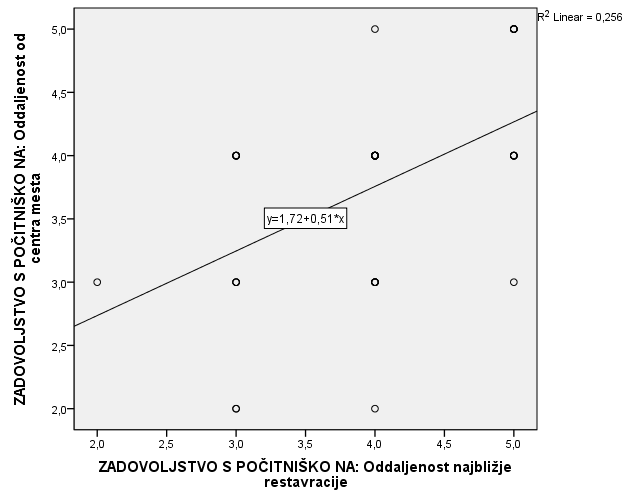 R2 Linear = 0,256
ZADOVOLJSTVO S POČITNIŠKO NA: Oddaljenost od
centra mesta
5,0
4,5
4,0
3,5
3,0
2,5
2,0
y=1,72+0,51*x
2,0 2,5 3,0 3,5 4,0 4,5 5,0
ZADOVOLJSTVO S POČITNIŠKO NA: Oddaljenost najbližje
restavracije